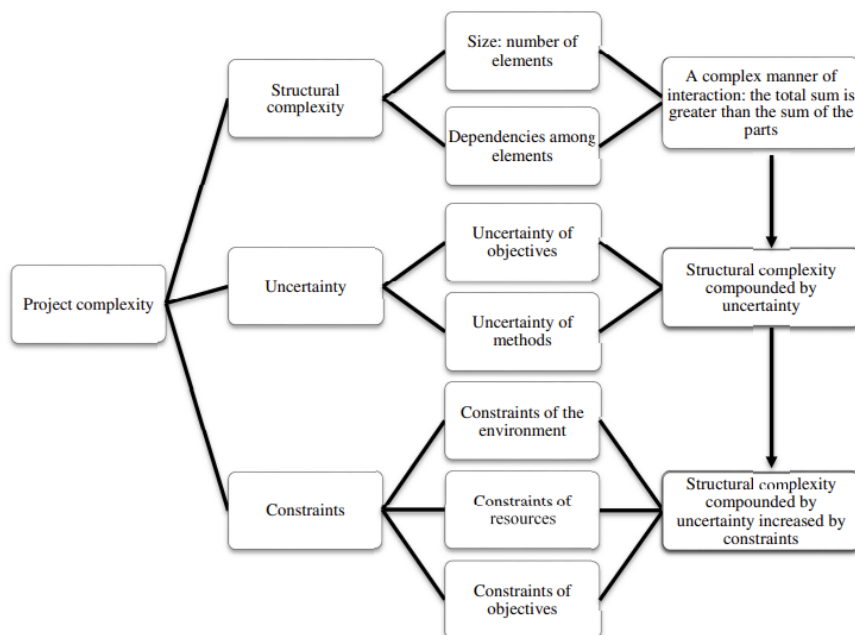 Size: number of
elements
Structural
complexity
A complex manner of
interaction: the total sum is
greater than the sum of the
parts
Dependencies among
elements
Uncertainty of
objectives
Project complexity
Uncertainty
Structural complexity
compounded by
uncertainty
Uncertainty of
methods
Constraints of the
environment
Constraints
Constraints of
resources
Structural complexity
compounded by
uncertainty increased by
constraints
Constraints of
objectives